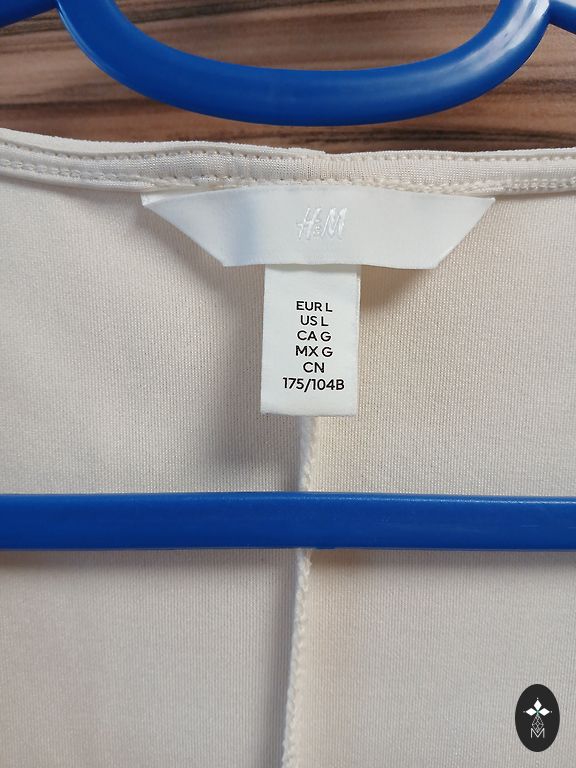 H&M
EUR L
US L
CA G
MX G
CN
175/104B
M